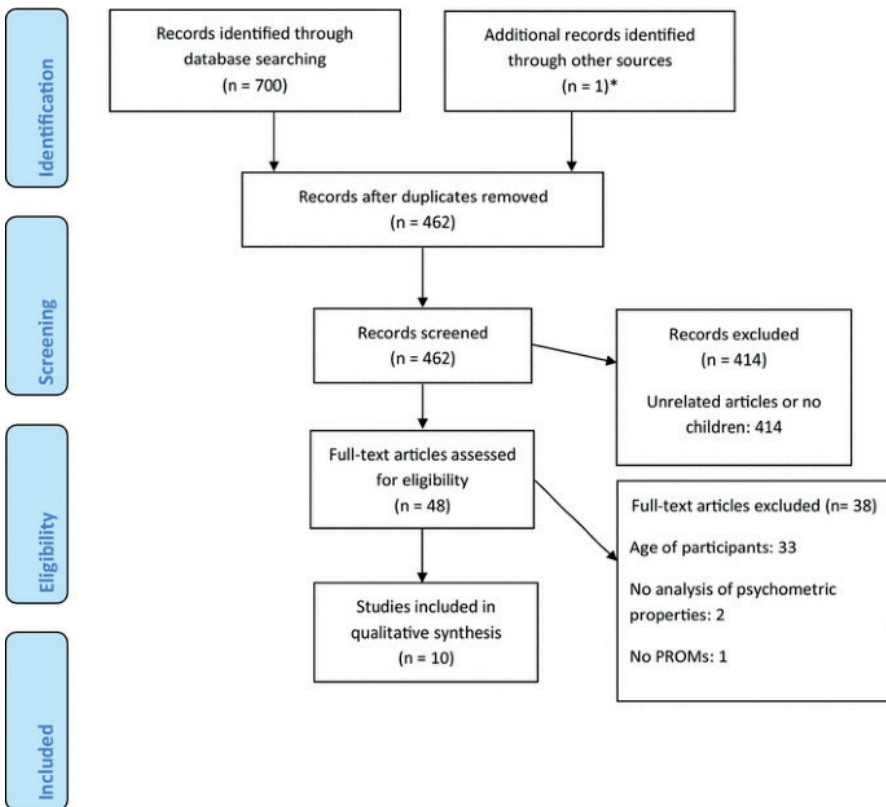 Identification
Records identified through
database searching
(n = 700)
Additional records identified
through other sources
(n = 1)*
Records after duplicates removed
(n = 462)
Screening
Records screened
(n = 462)
Records excluded
(n = 414)
Unrelated articles or no
children: 414
Eligibility
Full-text articles assessed
for eligibility
(n = 48)
Full-text articles excluded (n= 38)
Age of participants: 33
No analysis of psychometric
properties: 2
No PROMs: 1
Included
Studies included in
qualitative synthesis
(n = 10)